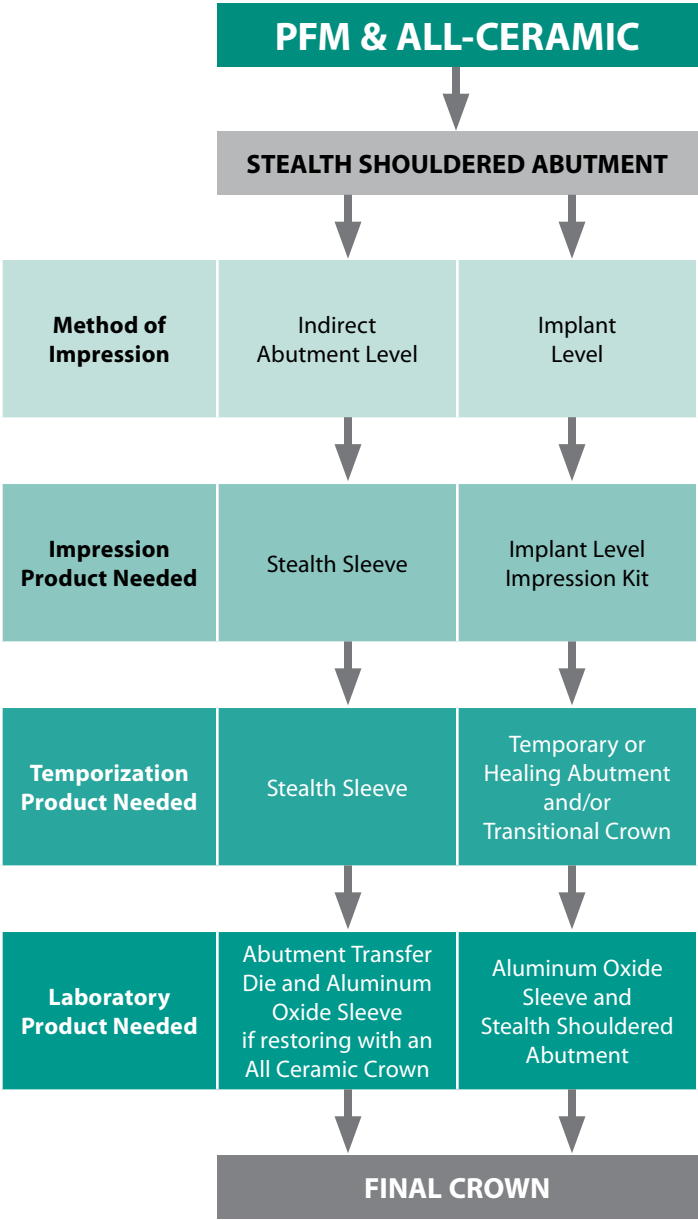 PFM & ALL-CERAMIC
STEALTH SHOULDERED ABUTMENT
Method of
Impression
Indirect
Abutment Level
Implant
Level
Impression
Product Needed
Stealth Sleeve
Implant Level
Impression Kit
Temporization
Product Needed
Stealth Sleeve
Temporary or
Healing Abutment
and/or
Transitional Crown
Laboratory
Product Needed
Abutment Transfer
Die and Aluminum
Oxide Sleeve
if restoring with an
All Ceramic Crown
Aluminum Oxide
Sleeve and
Stealth Shouldered
Abutment
FINAL CROWN